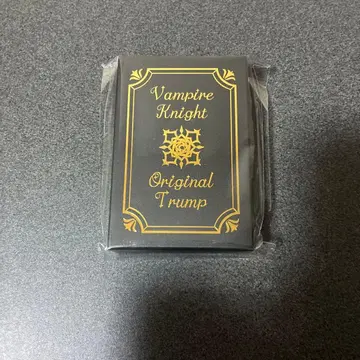 Vampire
Knight
Original
Trump